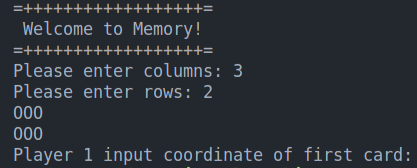 =++++++++++++++++++=
Welcome to Memory!
=++++++++++++++++++=
Please enter columns: 3
Please enter rows: 2
OOO
OOO
Player 1 input coordinate of first card: